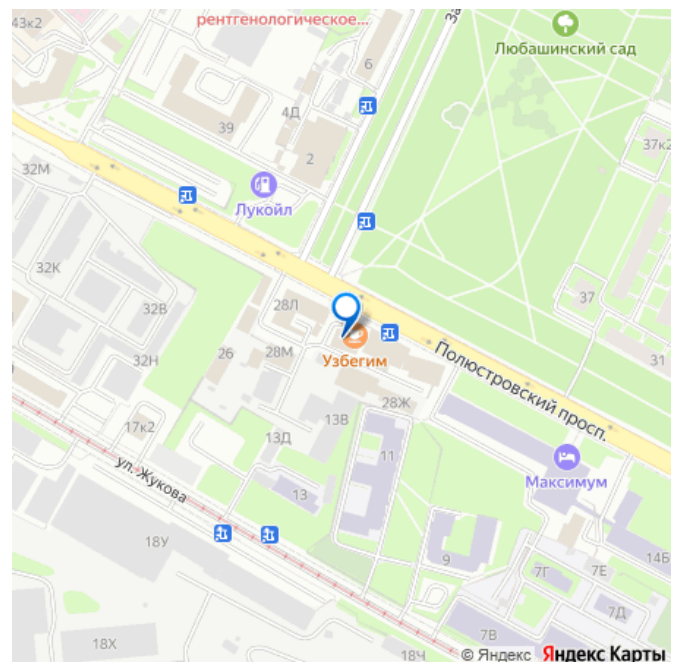 43к2
рентгенологическое...
За
Любашинский сад
6
4Д
39
2
37к2
32М
Лукойл
32К
32В
28Л
37
32Н
26
28М
Узбегим
31
Полюстровский просп.
28Ж
17к2
13В
13Д
11
ул. Жукова
13
Максимум
18У
9
7Г
7Е
14Б
7Д
18Х
18Ч
7В
© Яндекс Яндекс Карты